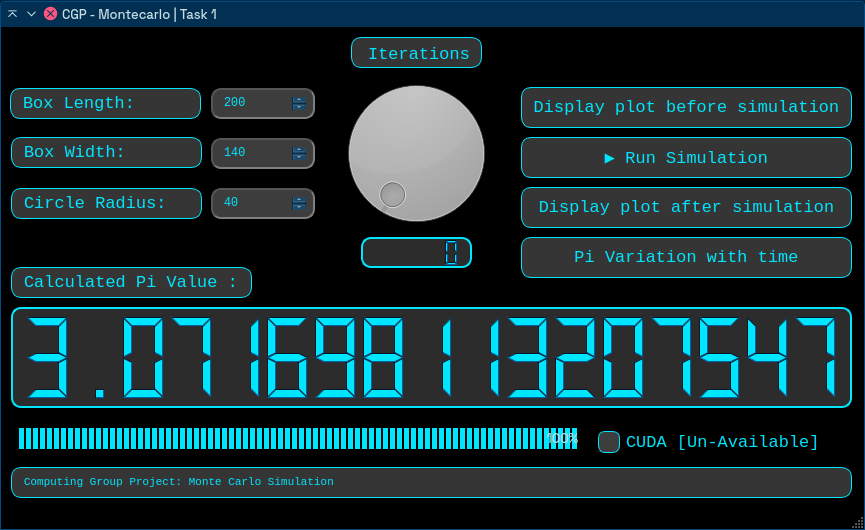 CGP - Montecarlo | Task 1
Iterations
Box Length:
200
Display plot before simulation
Box Width:
140
▶ Run Simulation
Circle Radius:
40
Display plot after simulation
0
Pi Variation with time
Calculated Pi Value :
3.071698113207547
100%
CUDA [Un-Available]
Computing Group Project: Monte Carlo Simulation